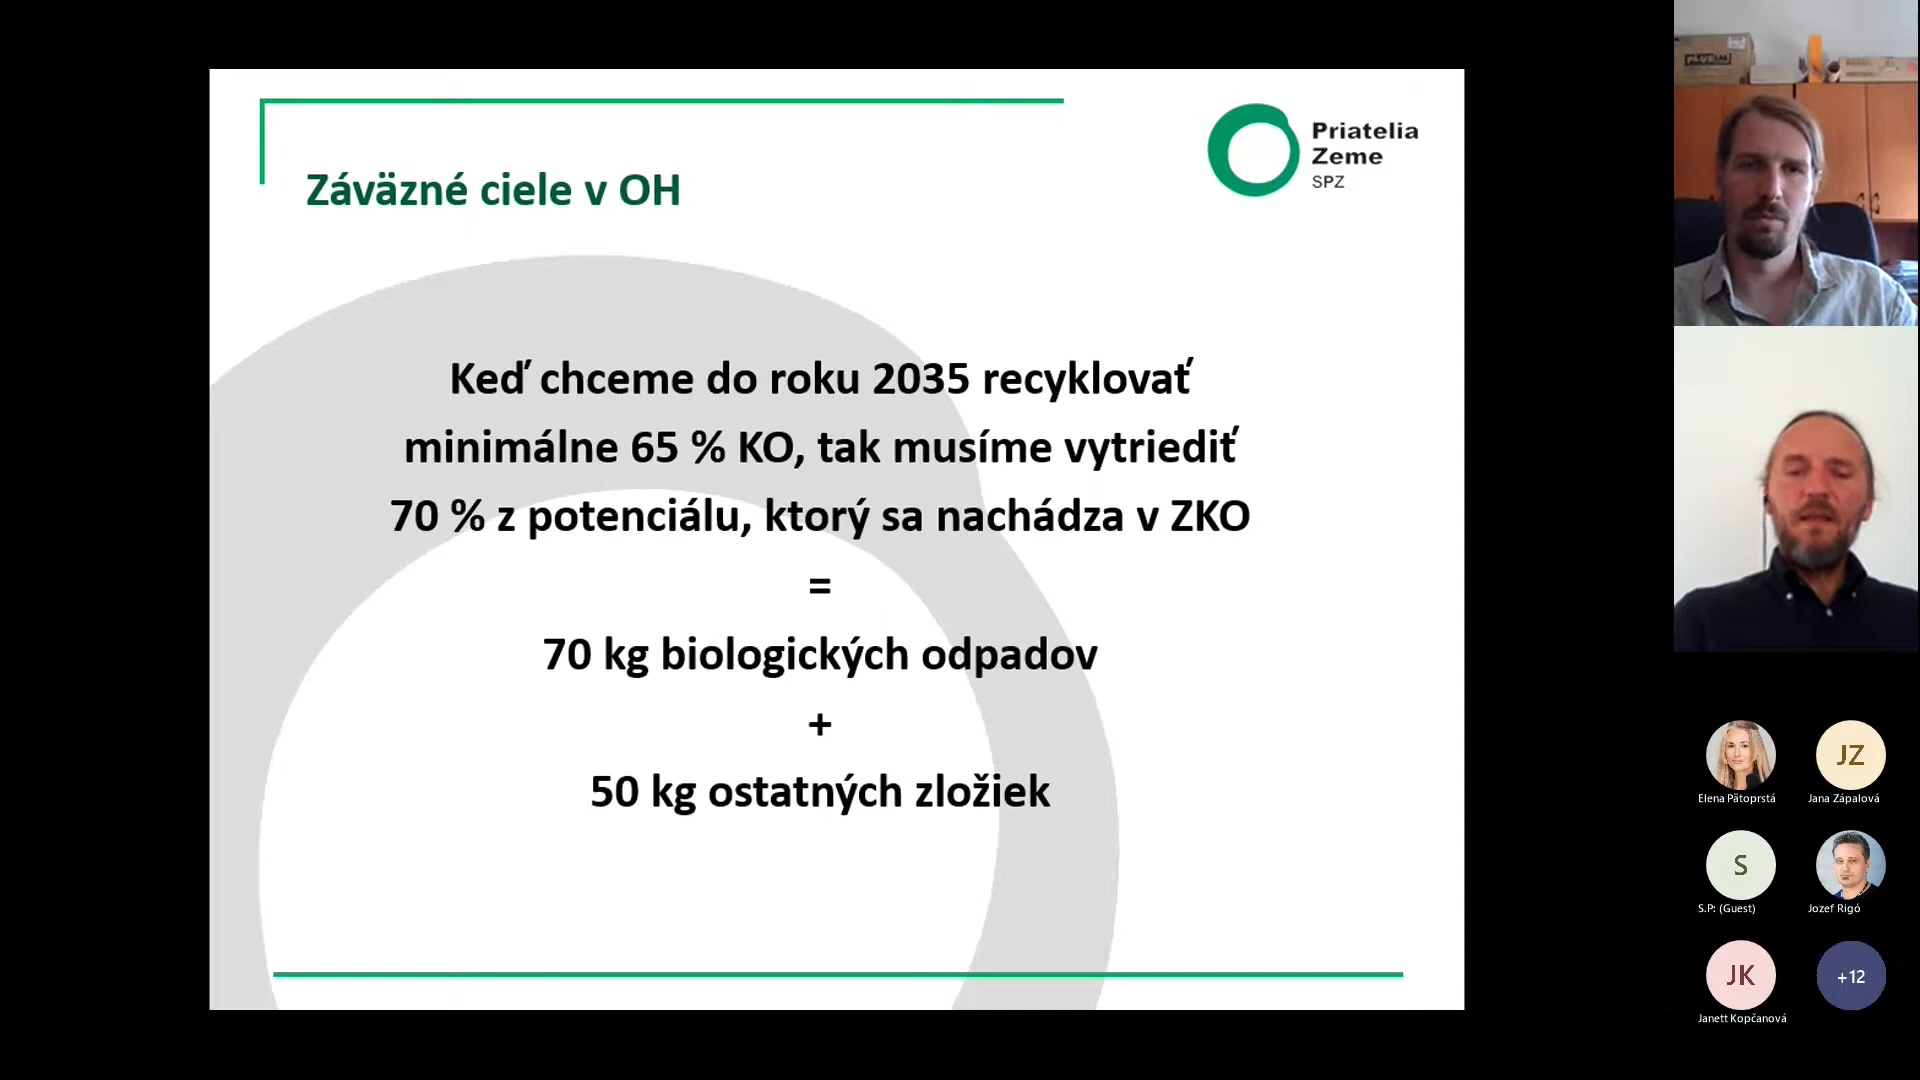 Záväzné ciele v OH
Priatelia
Zeme
SPZ
Keď chceme do roku 2035 recyklovať
minimálne 65 % KO, tak musíme vytriediť
70 % z potenciálu, ktorý sa nachádza v ZKO
=
70 kg biologických odpadov
+
50 kg ostatných zložiek
PLUSIM
JZ
Elena Pätoprstá
Jana Zápalová
S
S.P: (Guest)
Jozef Rigó
JK
+12
Janett Kopčanová